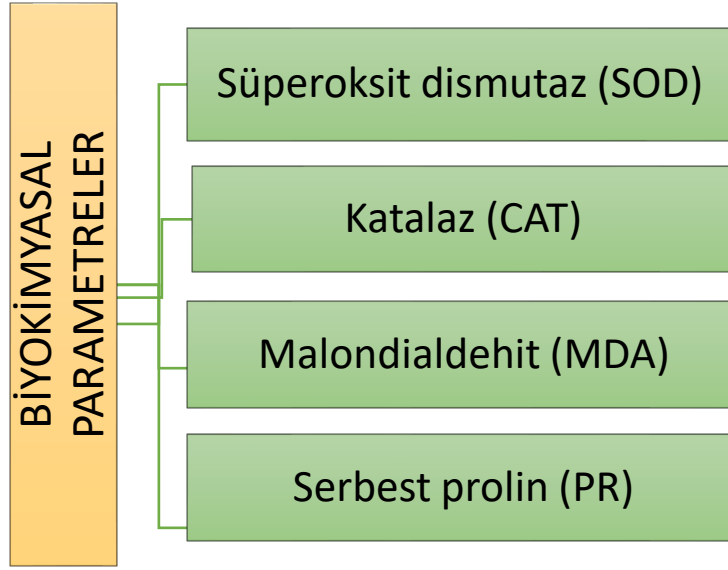 BİYOKİMYASAL
PARAMETRELER
Süperoksit dismutaz (SOD)
Katalaz (CAT)
Malondialdehit (MDA)
Serbest prolin (PR)